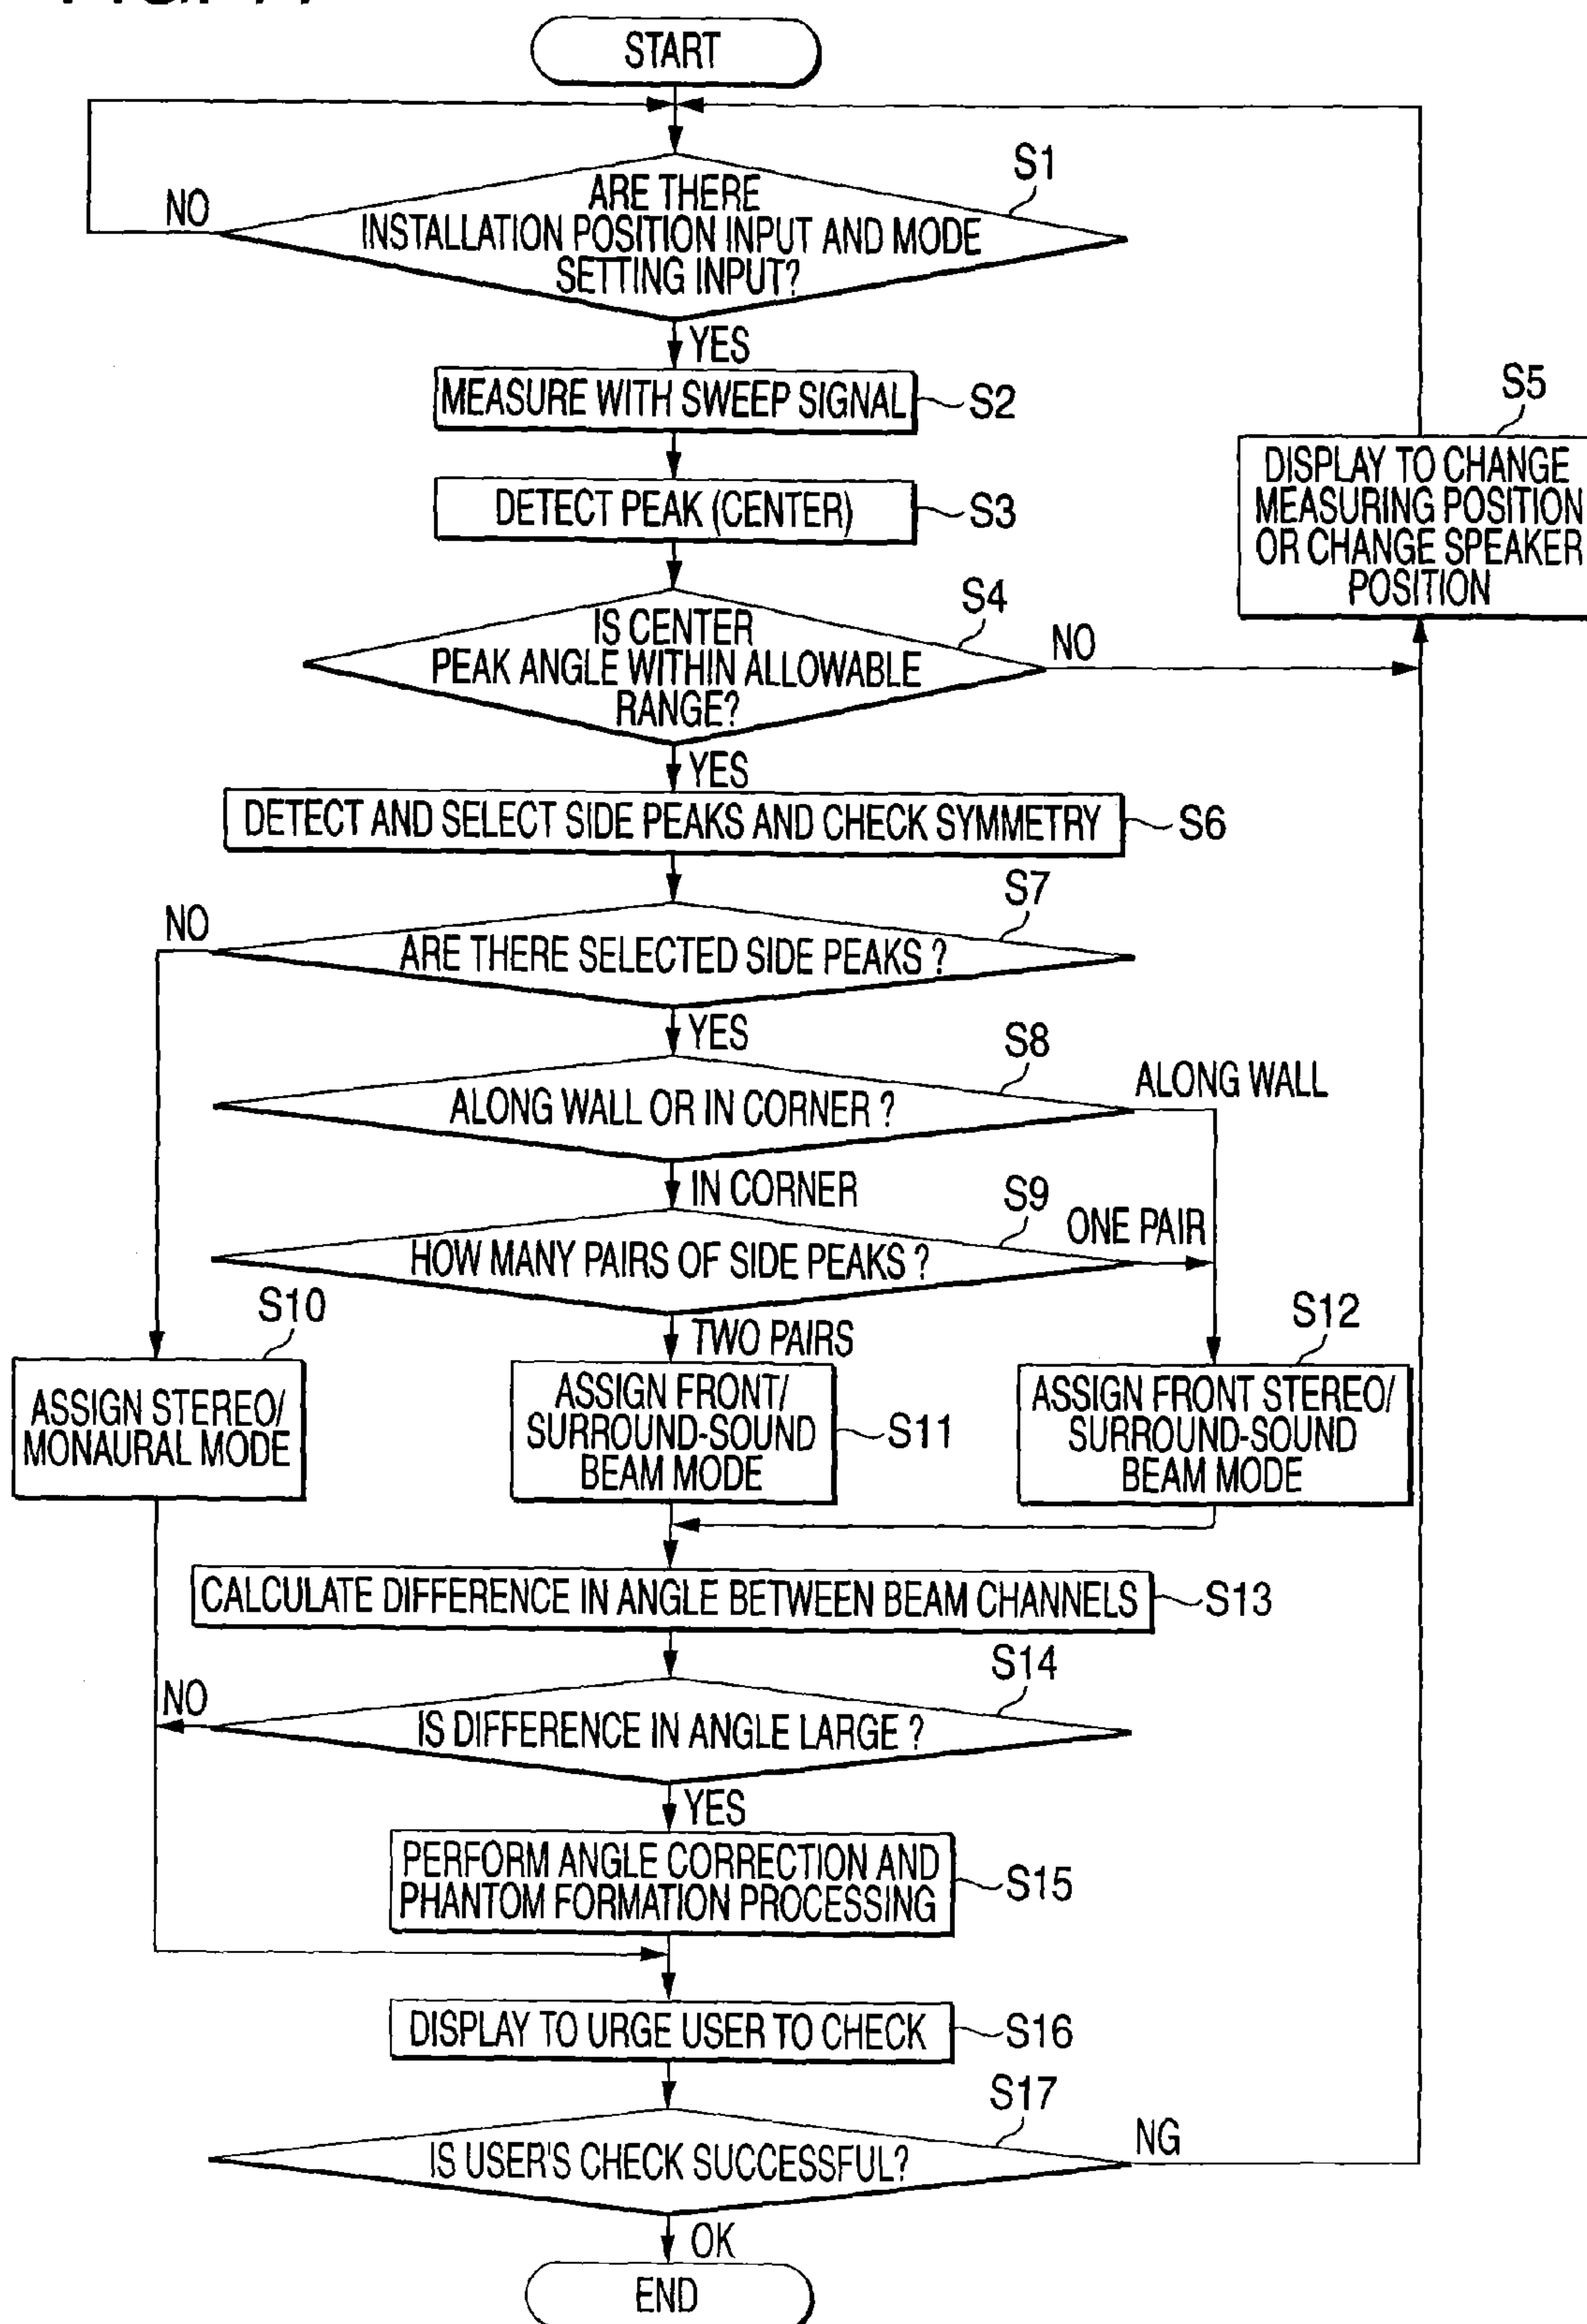 START
S1
NO
ARE THERE
INSTALLATION POSITION INPUT AND MODE
SETTING INPUT?
YES
MEASURE WITH SWEEP SIGNAL
S2
S5
DISPLAY TO CHANGE
MEASURING POSITION
OR CHANGE SPEAKER
POSITION
DETECT PEAK (CENTER)
S3
S4
IS CENTER
PEAK ANGLE WITHIN ALLOWABLE
RANGE?
NO
YES
DETECT AND SELECT SIDE PEAKS AND CHECK SYMMETRY
S6
S7
NO
ARE THERE SELECTED SIDE PEAKS ?
YES
S8
ALONG WALL OR IN CORNER ?
ALONG WALL
IN CORNER
S9
HOW MANY PAIRS OF SIDE PEAKS ?
ONE PAIR
TWO PAIRS
S10
ASSIGN STEREO/
MONAURAL MODE
ASSIGN FRONT/
SURROUND-SOUND
BEAM MODE
S11
S12
ASSIGN FRONT STEREO/
SURROUND-SOUND
BEAM MODE
CALCULATE DIFFERENCE IN ANGLE BETWEEN BEAM CHANNELS
S13
S14
NO
IS DIFFERENCE IN ANGLE LARGE ?
YES
PERFORM ANGLE CORRECTION AND
PHANTOM FORMATION PROCESSING
S15
DISPLAY TO URGE USER TO CHECK
S16
S17
IS USER'S CHECK SUCCESSFUL?
NG
OK
END